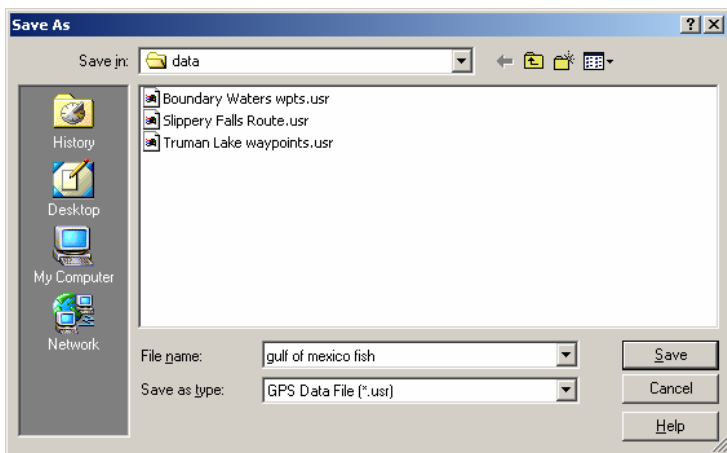 Save As
Save in:
data
History
Desktop
My Computer
Network
Boundary Waters wpts.usr
Slippery Falls Route.usr
Truman Lake waypoints.usr
File name:
gulf of mexico fish
Save
Save as type:
GPS Data File (*.usr)
Cancel
Help